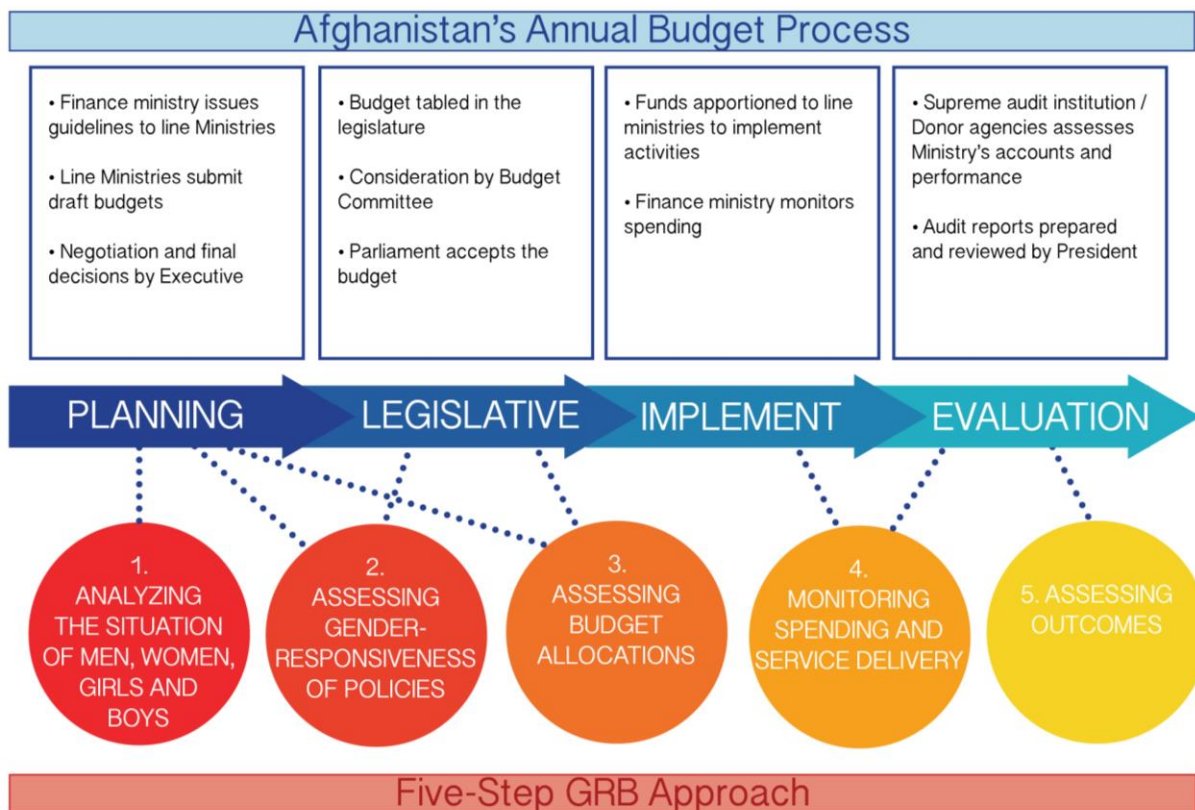 Afghanistan's Annual Budget Process
• Finance ministry issues
guidelines to line Ministries
• Line Ministries submit
draft budgets
• Negotiation and final
decisions by Executive
• Budget tabled in the
legislature
• Consideration by Budget
Committee
• Parliament accepts the
budget
• Funds apportioned to line
ministries to implement
activities
• Finance ministry monitors
spending
• Supreme audit institution /
Donor agencies assesses
Ministry's accounts and
performance
• Audit reports prepared
and reviewed by President
PLANNING
LEGISLATIVE
IMPLEMENT
EVALUATION
1.
ANALYZING
THE SITUATION
OF MEN, WOMEN,
GIRLS AND
BOYS
2.
ASSESSING
GENDER-
RESPONSIVENESS
OF POLICIES
3.
ASSESSING
BUDGET
ALLOCATIONS
4.
MONITORING
SPENDING AND
SERVICE DELIVERY
5. ASSESSING
OUTCOMES
Five-Step GRB Approach